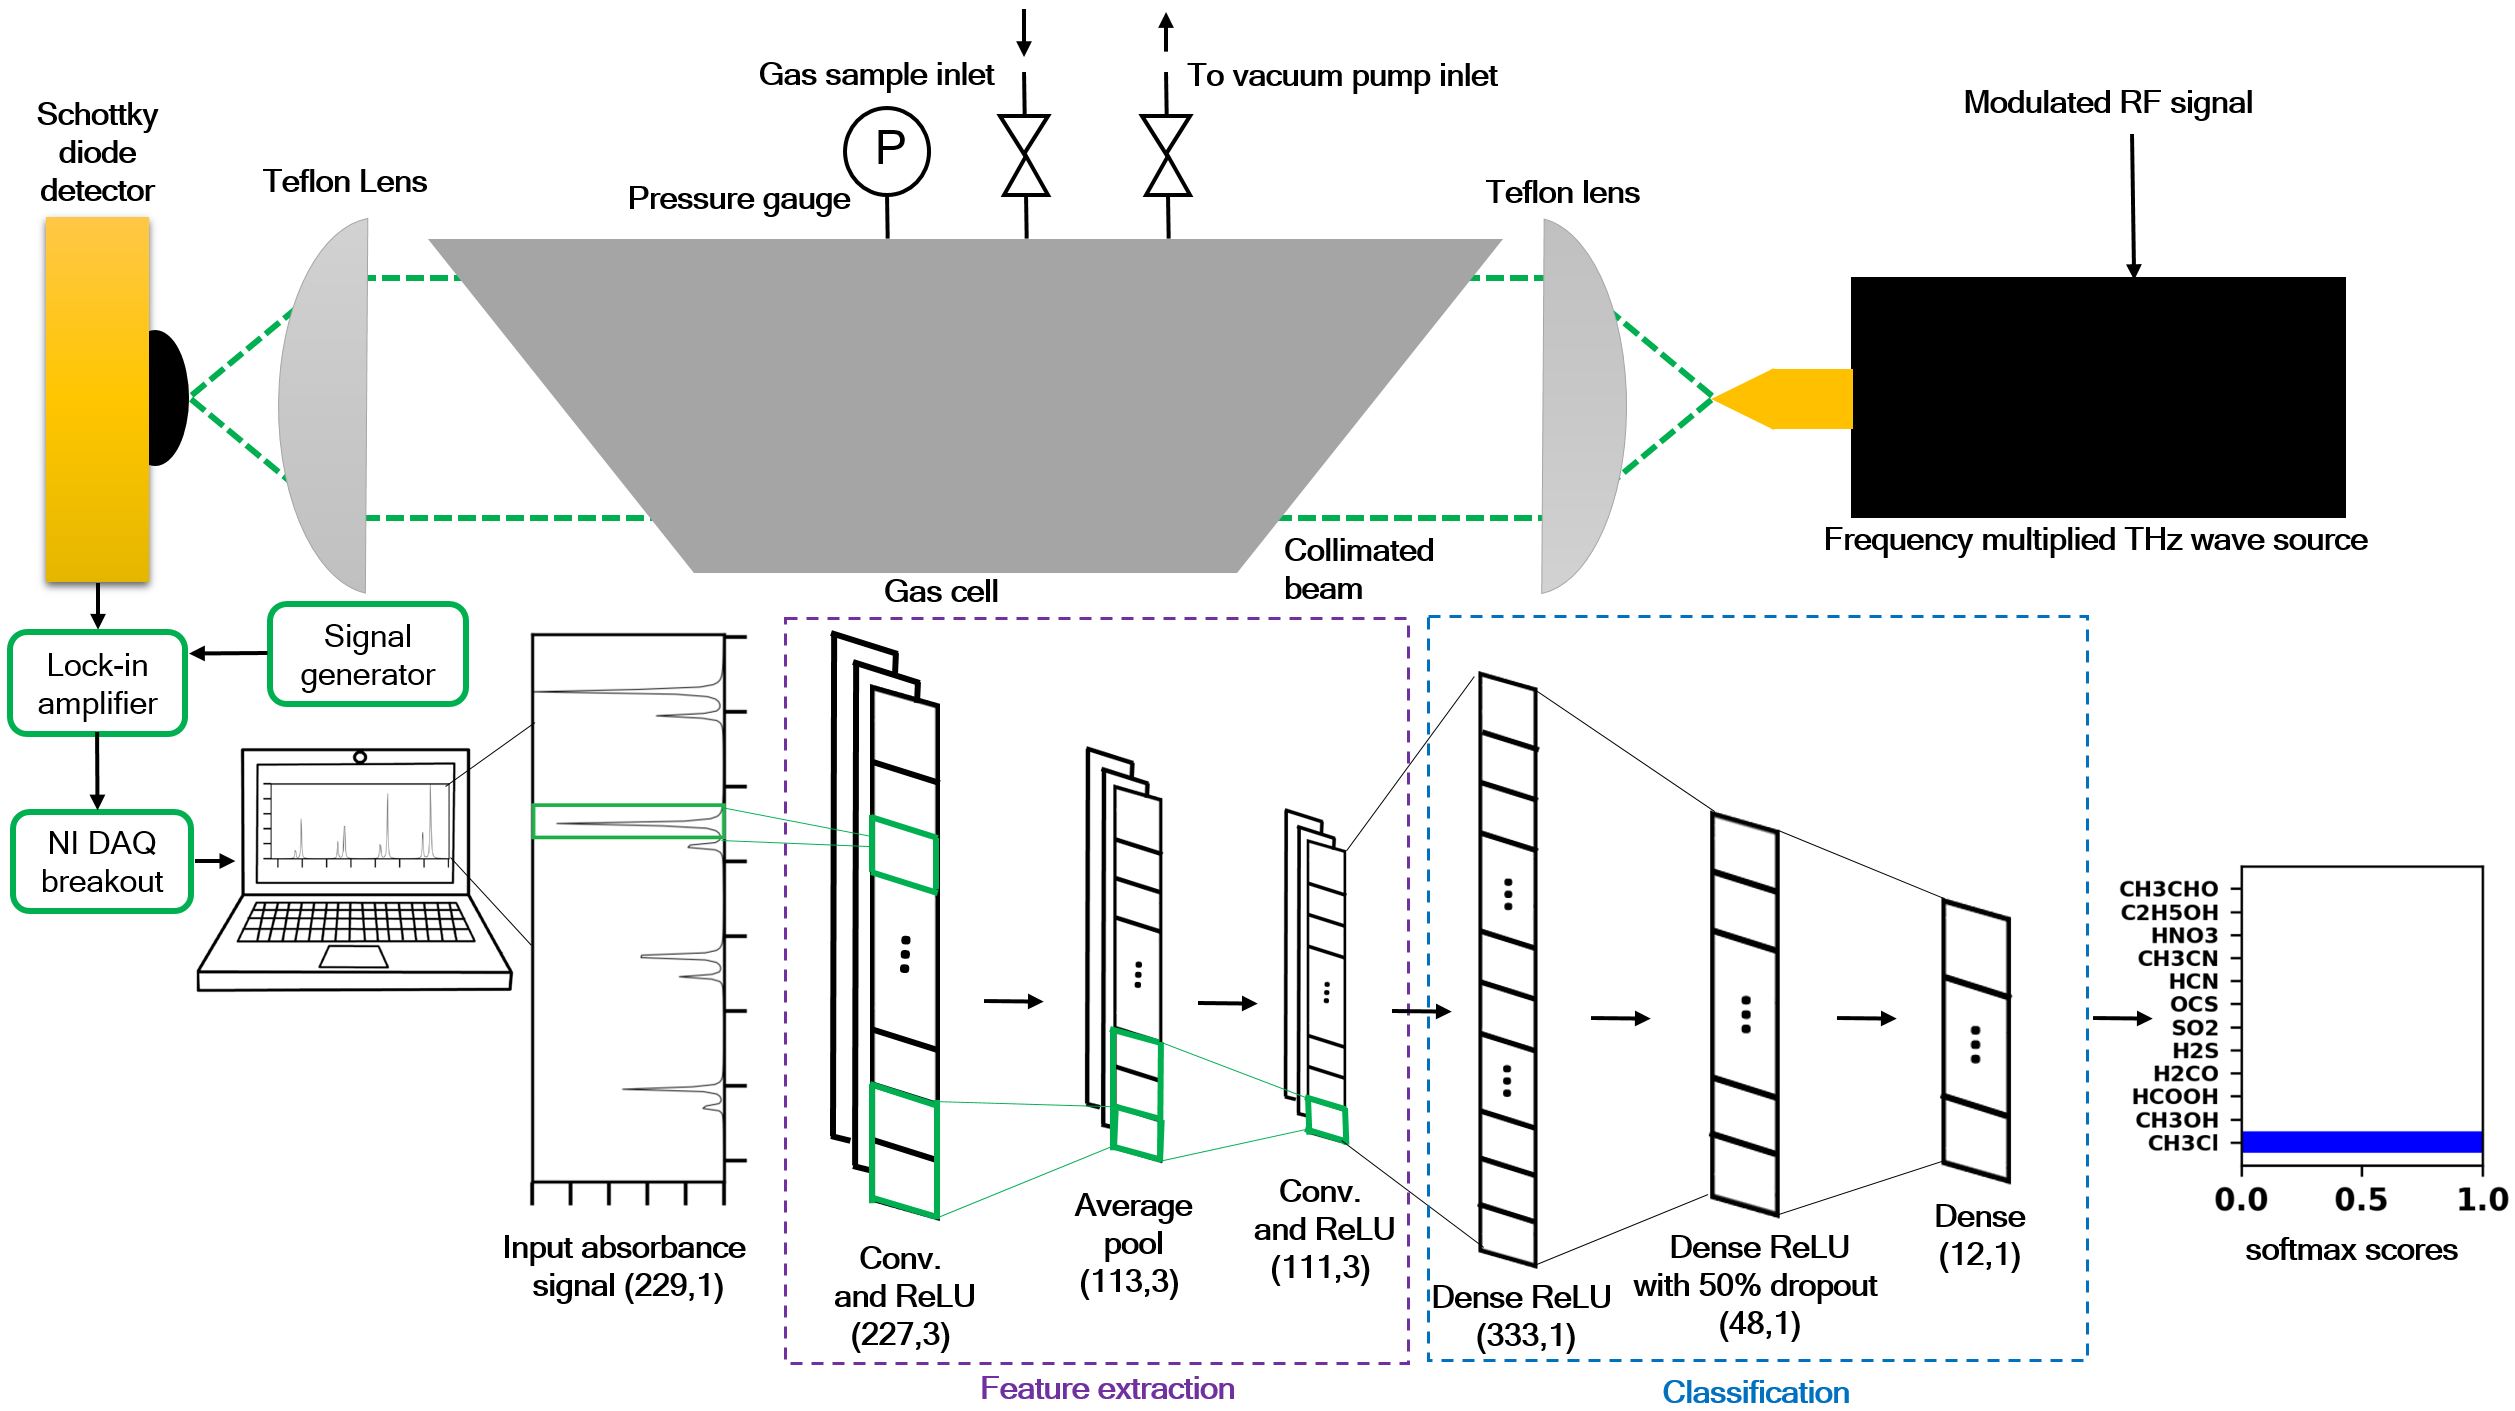 Gas sample inlet
To vacuum pump inlet
Modulated RF signal
Schottky
diode
detector
Teflon Lens
P
Pressure gauge
Teflon lens
Frequency multiplied THz wave source
Collimated
beam
Gas cell
Signal
generator
Lock-in
amplifier
NI DAQ
breakout
Input absorbance
signal (229,1)
Conv.
and ReLU
(227,3)
Average
pool
(113,3)
Conv.
and ReLU
(111,3)
Feature extraction
Dense ReLU
(333,1)
Dense ReLU
with 50% dropout
(48,1)
Dense
(12,1)
Classification
CH3CHO
C2H5OH
HNO3
CH3CN
HCN
OCS
SO2
H2S
H2CO
HCOOH
CH3OH
CH3Cl
0.0 0.5 1.0
softmax scores